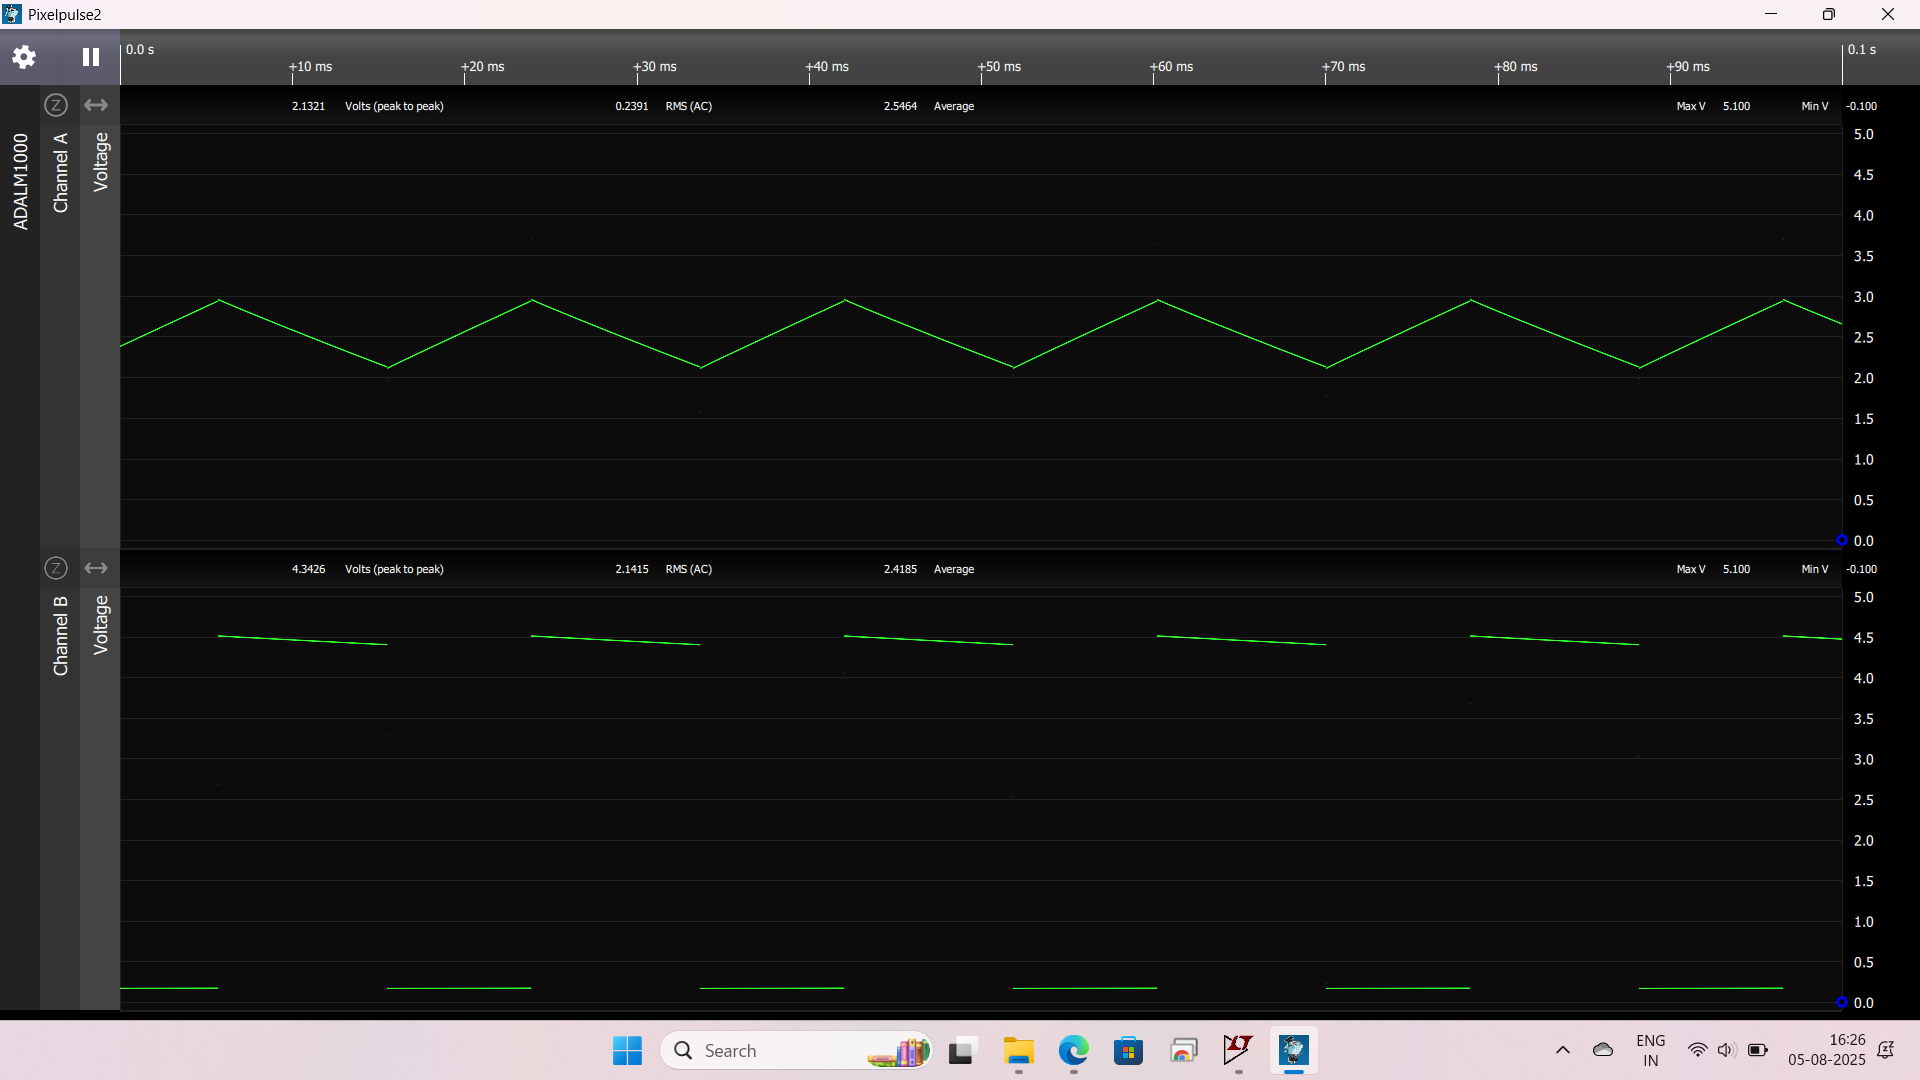 Pixelpulse2
0.0 s
0.1 s
+10 ms
+20 ms
+30 ms
+40 ms
+50 ms
+60 ms
+70 ms
+80 ms
+90 ms
ADALM1000
Z
Channel A
Voltage
2.1321 Volts (peak to peak) 0.2391 RMS (AC) 2.5464 Average Max V 5.100 Min V -0.100
5.0
4.5
4.0
3.5
3.0
2.5
2.0
1.5
1.0
0.5
0.0
Z
Channel B
Voltage
4.3426 Volts (peak to peak) 2.1415 RMS (AC) 2.4185 Average Max V 5.100 Min V -0.100
5.0
4.5
4.0
3.5
3.0
2.5
2.0
1.5
1.0
0.5
0.0
Search
ENG
IN
16:26
05-08-2025